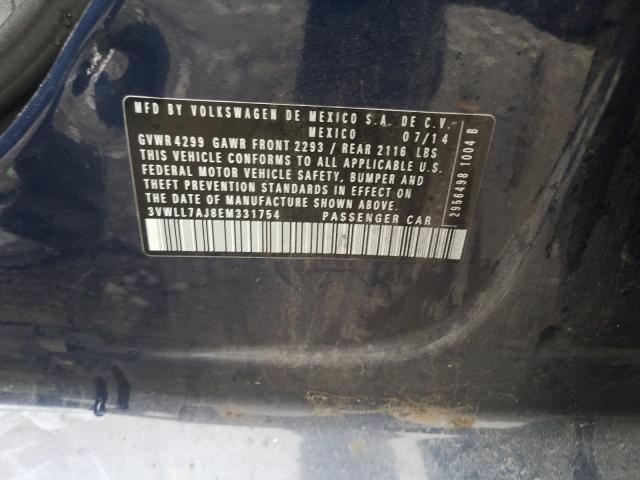 MFD BY VOLKSWAGEN DE MEXICO S.A. DE C.V.
MEXICO 07/14
GVWR 4299 GAWR FRONT 2293 / REAR 2116 LBS
THIS VEHICLE CONFORMS TO ALL APPLICABLE U.S.
FEDERAL MOTOR VEHICLE SAFETY, BUMPER AND
THEFT PREVENTION STANDARDS IN EFFECT ON
THE DATE OF MANUFACTURE SHOWN ABOVE.
3VWLL7AJ8EM331754 PASSENGER CAR
2956498 1004 B